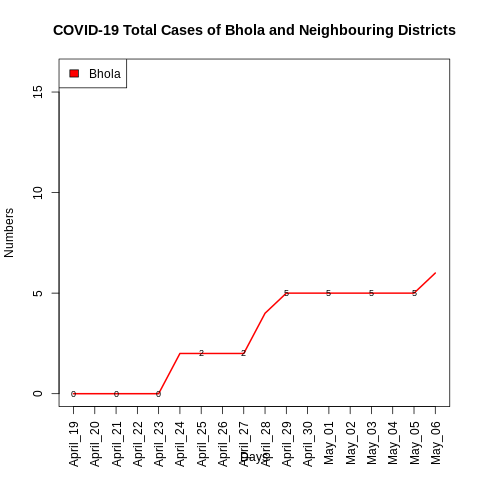 COVID-19 Total Cases of Bhola and Neighbouring Districts
Bhola
Numbers
15
10
5
0
0 0 0 2 2 5 5 5 5
April_19 April_20 April_21 April_22 April_23 April_24 April_25 April_26 April_27 April_28 April_29 April_30 May_01 May_02 May_03 May_04 May_05 May_06
Days